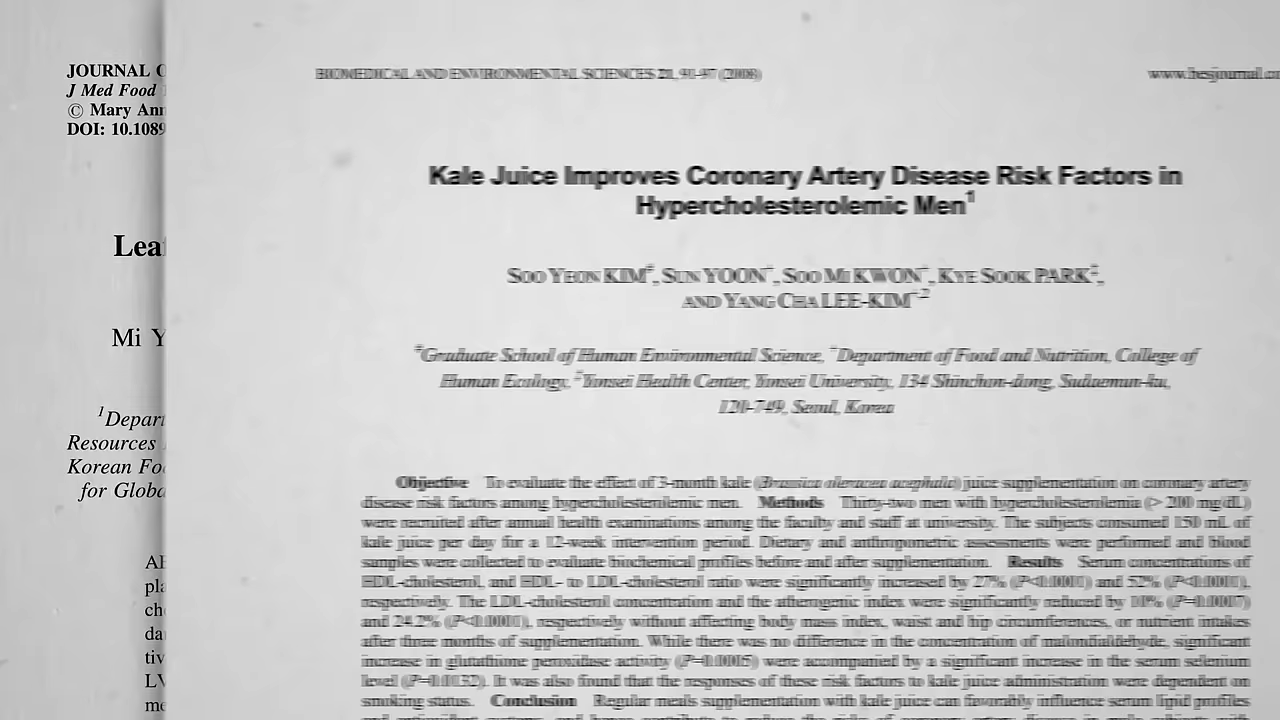 JOURNAL O
J Med Food
© Mary Ann
DOI: 10.1089
Lea
Mi Y
1Depart
Resources
Korean Foo
for Globa
AB
pla
che
da
tiv
LV
me
BIOMEDICAL AND ENVIRONMENTAL SCIENCES 21, 91-97 (2008)
www.besjournal.co
Kale Juice Improves Coronary Artery Disease Risk Factors in
Hypercholesterolemic Men1
SOO YEON KIM#, SUN YOON+, SOO MI KWON+, KYE SOOK PARK‡,
AND YANG CHA LEE-KIM+,2
#Graduate School of Human Environmental Science, +Department of Food and Nutrition, College of
Human Ecology, ‡Yonsei Health Center, Yonsei University, 134 Shinchon-dong, Sudaemun-ku,
120-749, Seoul, Korea
Objective To evaluate the effect of 3-month kale (Brassica oleracea acephala) juice supplementation on coronary artery
disease risk factors among hypercholesterolemic men. Methods Thirty-two men with hypercholesterolemia (> 200 mg/dL)
were recruited after annual health examinations among the faculty and staff at university. The subjects consumed 150 mL of
kale juice per day for a 12-week intervention period. Dietary and anthropometric assessments were performed and blood
samples were collected to evaluate biochemical profiles before and after supplementation. Results Serum concentrations of
HDL-cholesterol, and HDL- to LDL-cholesterol ratio were significantly increased by 27% (P<0.0001) and 52% (P<0.0001),
respectively. The LDL-cholesterol concentration and the atherogenic index were significantly reduced by 10% (P=0.0007)
and 24.2% (P<0.0001), respectively without affecting body mass index, waist and hip circumferences, or nutrient intakes
after three months of supplementation. While there was no difference in the concentration of malondialdehyde, significant
increase in glutathione peroxidase activity (P=0.0005) were accompanied by a significant increase in the serum selenium
level (P=0.0132). It was also found that the responses of these risk factors to kale juice administration were dependent on
smoking status. Conclusion Regular meals supplementation with kale juice can favorably influence serum lipid profiles